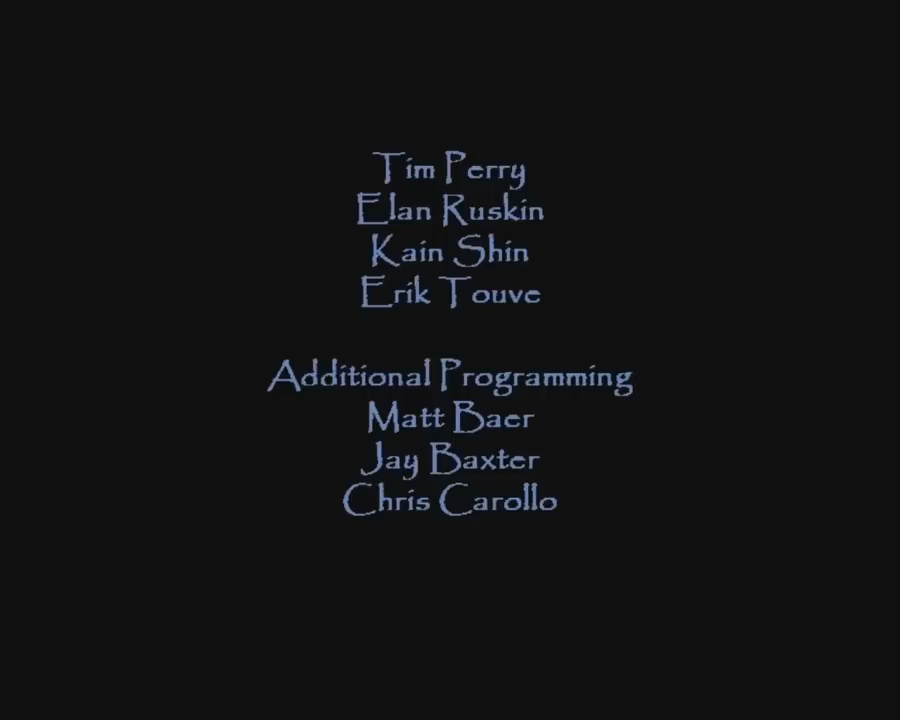 Tim Perry
Elan Ruskin
Kain Shin
Erik Touve
Additional Programming
Matt Baer
Jay Baxter
Chris Carollo